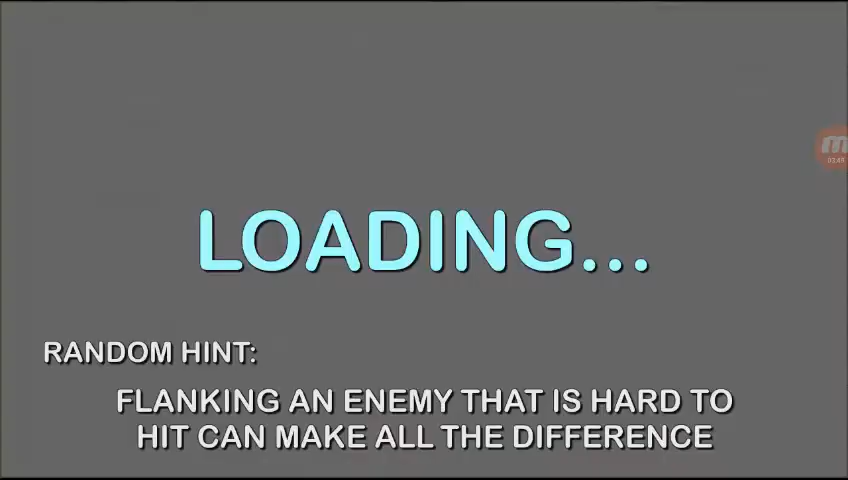 LOADING...
RANDOM HINT:
FLANKING AN ENEMY THAT IS HARD TO
HIT CAN MAKE ALL THE DIFFERENCE